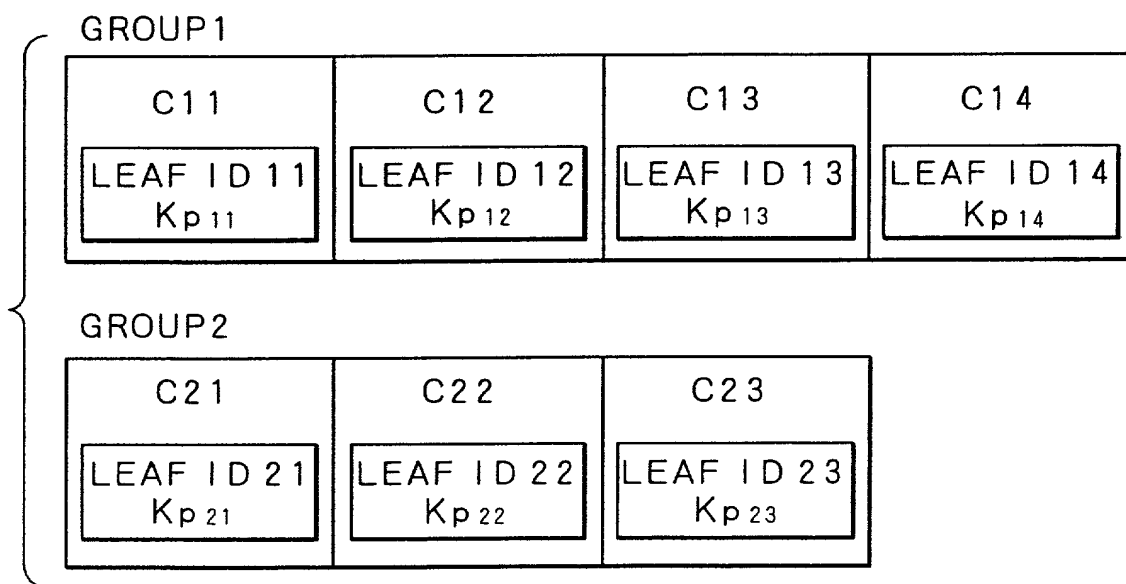 GROUP1
C11 C12 C13 C14
LEAF ID11 LEAF ID12 LEAF ID13 LEAF ID14
Kp11 Kp12 Kp13 Kp14
GROUP2
C21 C22 C23
LEAF ID21 LEAF ID22 LEAF ID23
Kp21 Kp22 Kp23